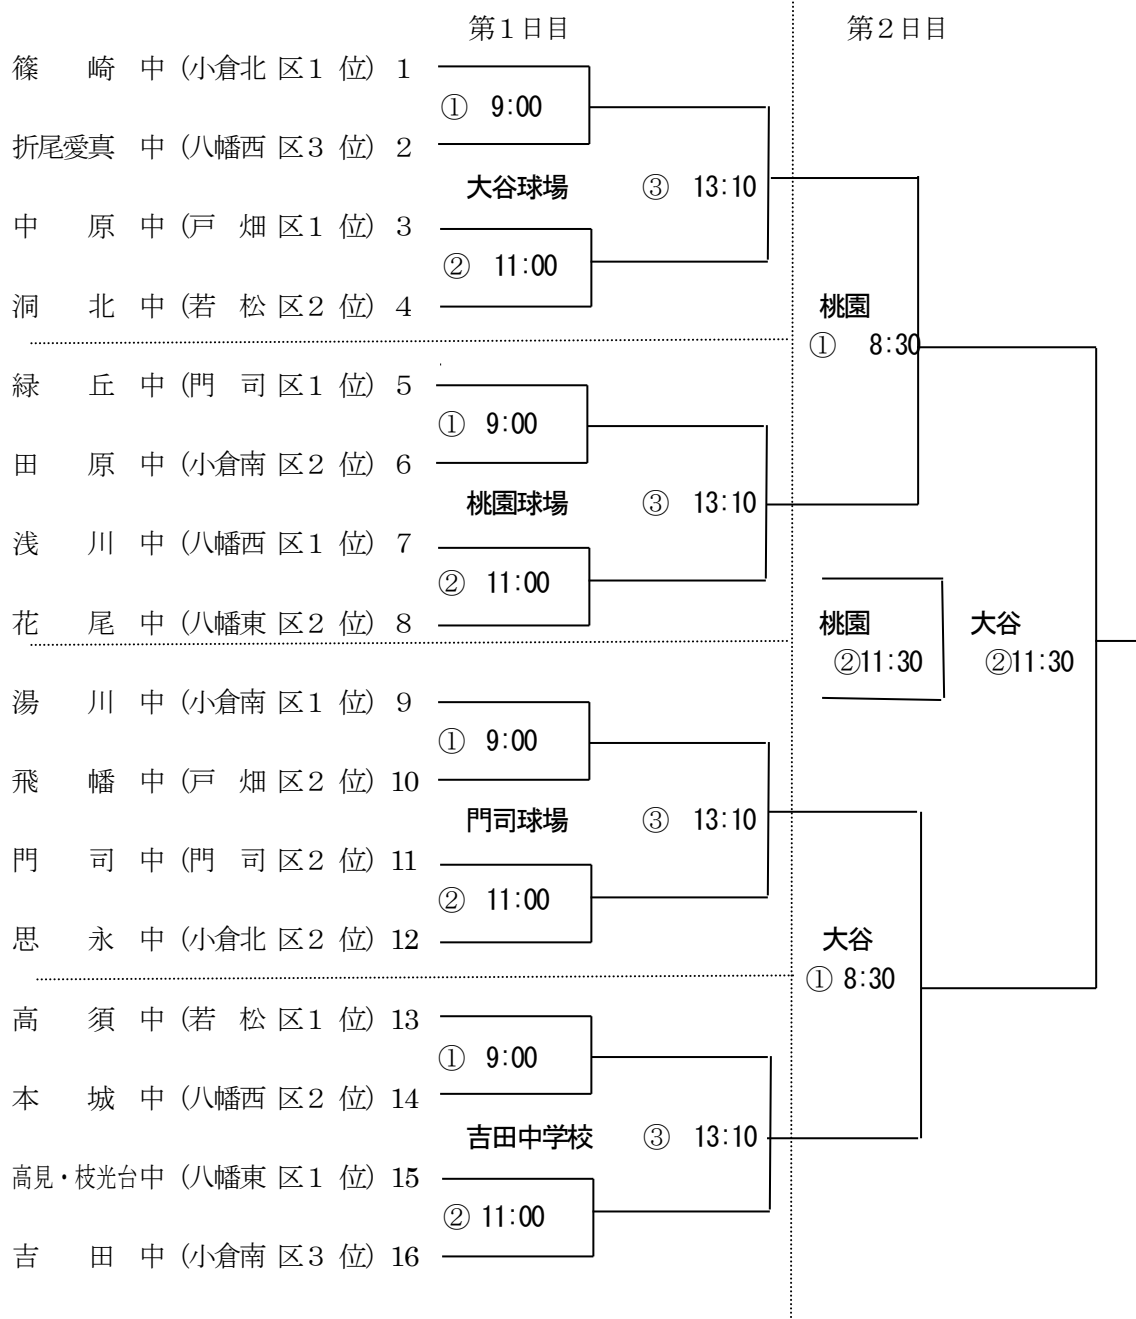 第１日目 第２日目
篠 崎 中 (小倉北 区１ 位) 1
① 9:00
折尾愛真 中 (八幡西 区３ 位) 2
大谷球場 ③ 13:10
中 原 中 (戸 畑 区１ 位) 3
② 11:00
洞 北 中 (若 松 区２ 位) 4
桃園
① 8:30
緑 丘 中 (門 司 区１ 位) 5
① 9:00
田 原 中 (小倉南 区２ 位) 6
桃園球場 ③ 13:10
浅 川 中 (八幡西 区１ 位) 7
② 11:00
花 尾 中 (八幡東 区２ 位) 8
桃園 大谷
②11:30 ②11:30
湯 川 中 (小倉南 区１ 位) 9
① 9:00
飛 幡 中 (戸 畑 区２ 位) 10
門司球場 ③ 13:10
門 司 中 (門 司 区２ 位) 11
② 11:00
思 永 中 (小倉北 区２ 位) 12
大谷
① 8:30
高 須 中 (若 松 区１ 位) 13
① 9:00
本 城 中 (八幡西 区２ 位) 14
吉田中学校 ③ 13:10
高見・枝光台中 (八幡東 区１ 位) 15
② 11:00
吉 田 中 (小倉南 区３ 位) 16